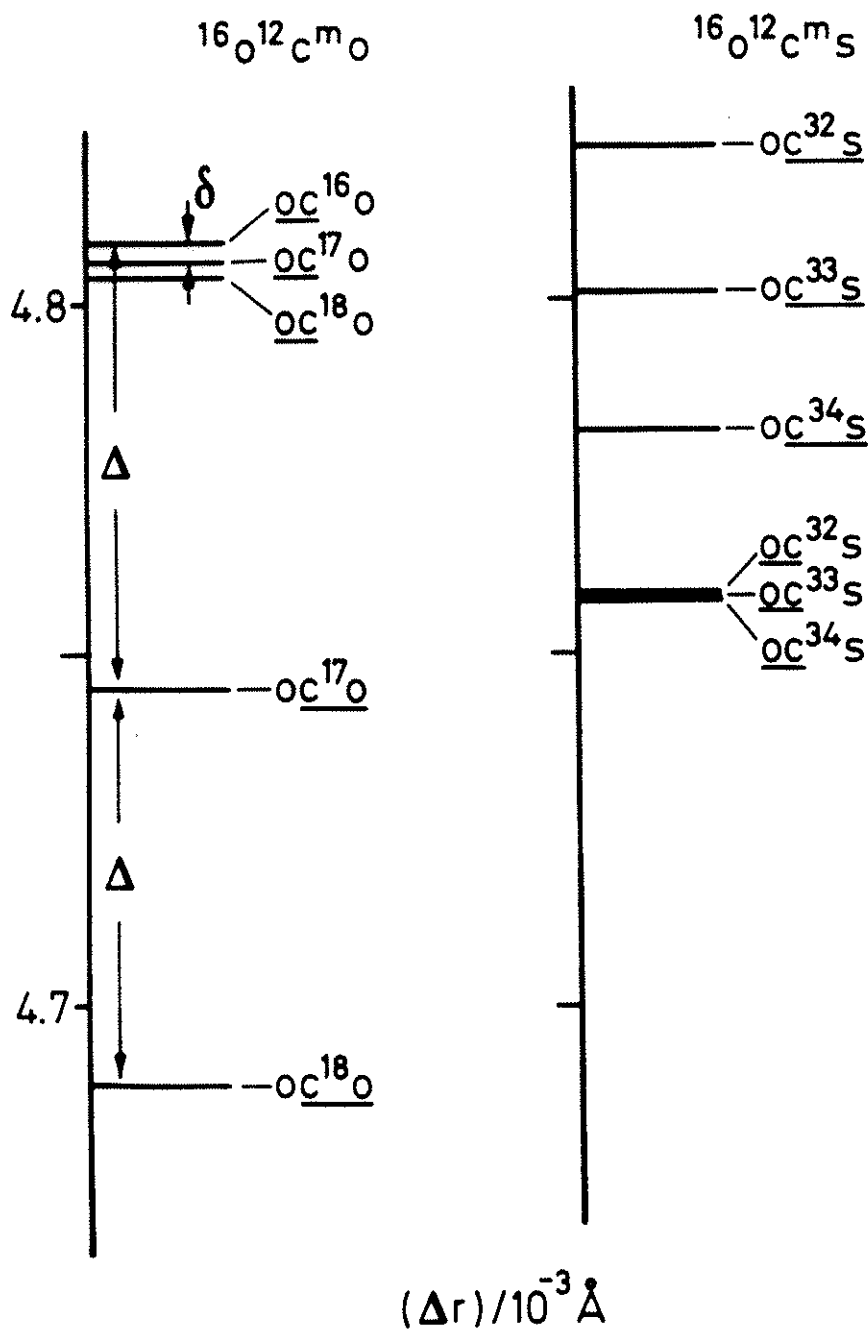 ¹⁶O¹²CᵐO
¹⁶O¹²CᵐS
δ
OC¹⁶O
OC¹⁷O
OC¹⁸O
4.8
Δ
OC¹⁷O
Δ
4.7
OC¹⁸O
OC³²S
OC³³S
OC³⁴S
OC³²S
OC³³S
OC³⁴S
(Δr)/10⁻³ Å